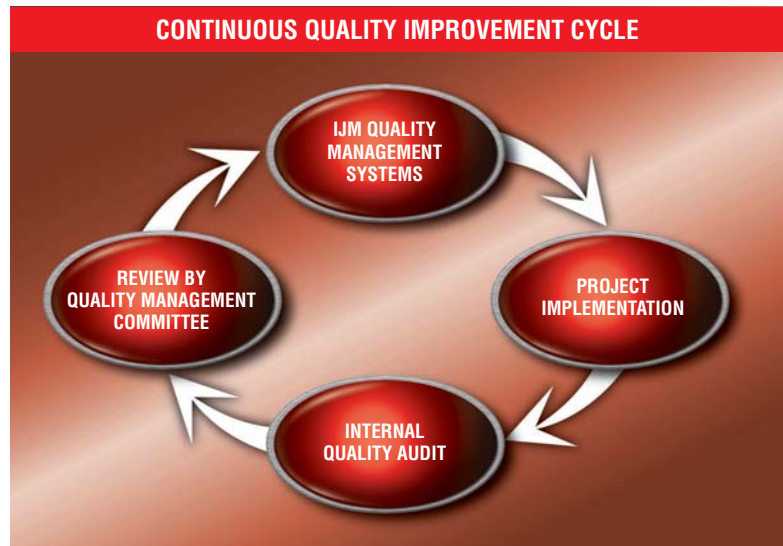 CONTINUOUS QUALITY IMPROVEMENT CYCLE
IJM QUALITY
MANAGEMENT
SYSTEMS
PROJECT
IMPLEMENTATION
INTERNAL
QUALITY AUDIT
REVIEW BY
QUALITY MANAGEMENT
COMMITTEE